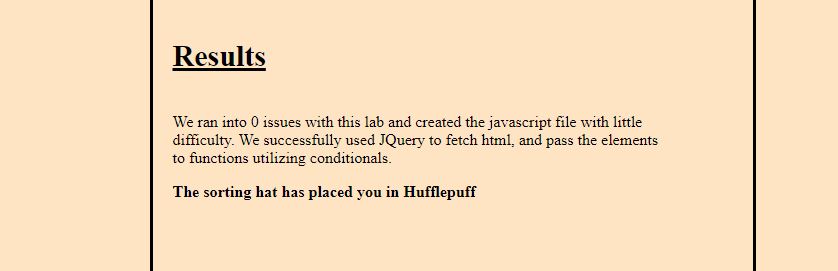 Results
We ran into 0 issues with this lab and created the javascript file with little
difficulty. We successfully used JQuery to fetch html, and pass the elements
to functions utilizing conditionals.
The sorting hat has placed you in Hufflepuff